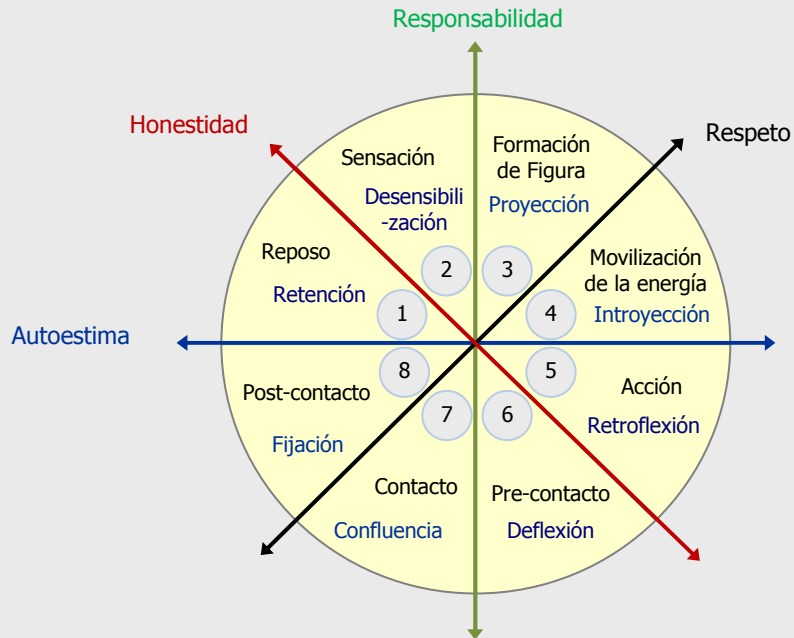 Responsabilidad
Honestidad
Respeto
Autoestima
Sensación
Desensibili
-zación
2
Formación
de Figura
Proyección
3
Reposo
Retención
1
Movilización
de la energía
Introyección
4
Post-contacto
Fijación
8
Acción
Retroflexión
5
Contacto
Confluencia
7
Pre-contacto
Deflexión
6